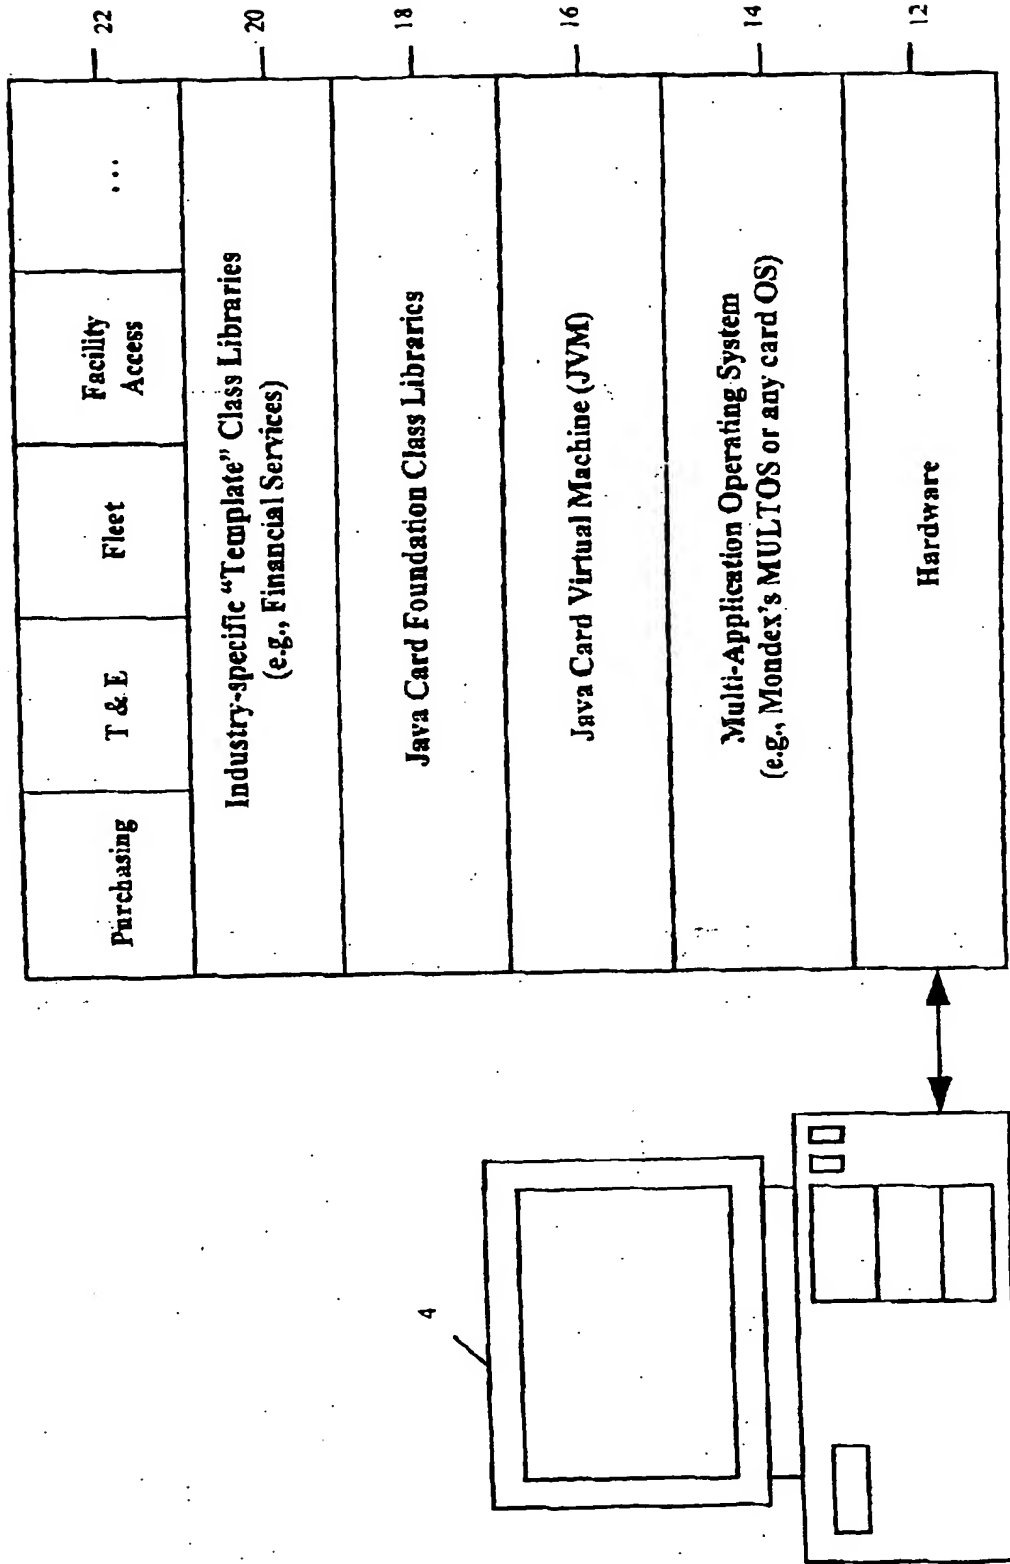 Purchasing
T & E
Fleet
Facility
Access
...
22
Industry-specific “Template” Class Libraries
(e.g., Financial Services)
20
Java Card Foundation Class Libraries
18
Java Card Virtual Machine (JVM)
16
Multi-Application Operating System
(e.g., Mondex's MULTOS or any card OS)
14
Hardware
12
4